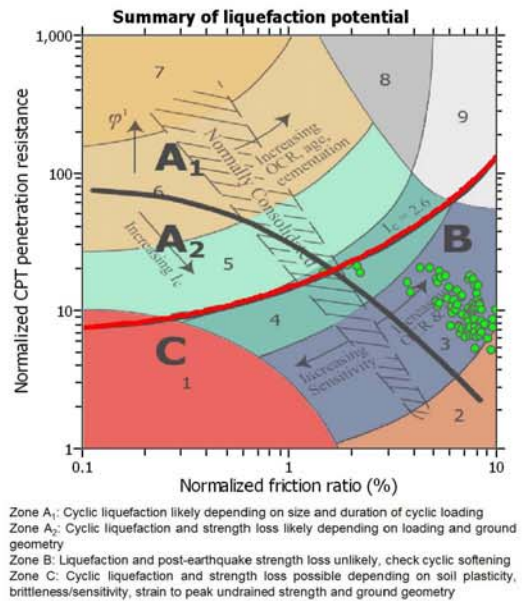 Summary of liquefaction potential
1,000
100
10
1
Normalized CPT penetration resistance
7
8
9
φ'
A1
Increasing
OCR, age,
cementation
Normally Consolidated
6
A2
Increasing Ic
5
Ic = 2.6
B
4
C
1
Increasing
Sensitivity
Increasing
3
2
0.1
1
10
Normalized friction ratio (%)
Zone A1: Cyclic liquefaction likely depending on size and duration of cyclic loading
Zone A2: Cyclic liquefaction and strength loss likely depending on loading and ground
geometry
Zone B: Liquefaction and post-earthquake strength loss unlikely, check cyclic softening
Zone C: Cyclic liquefaction and strength loss possible depending on soil plasticity,
brittleness/sensitivity, strain to peak undrained strength and ground geometry